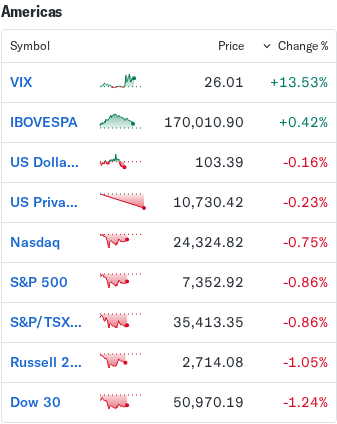 Americas
Symbol Price Change %
VIX 26.01 +13.53%
IBOVESPA 170,010.90 +0.42%
US Dolla... 103.39 -0.16%
US Priva... 10,730.42 -0.23%
Nasdaq 24,324.82 -0.75%
S&P 500 7,352.92 -0.86%
S&P/TSX... 35,413.35 -0.86%
Russell 2... 2,714.08 -1.05%
Dow 30 50,970.19 -1.24%